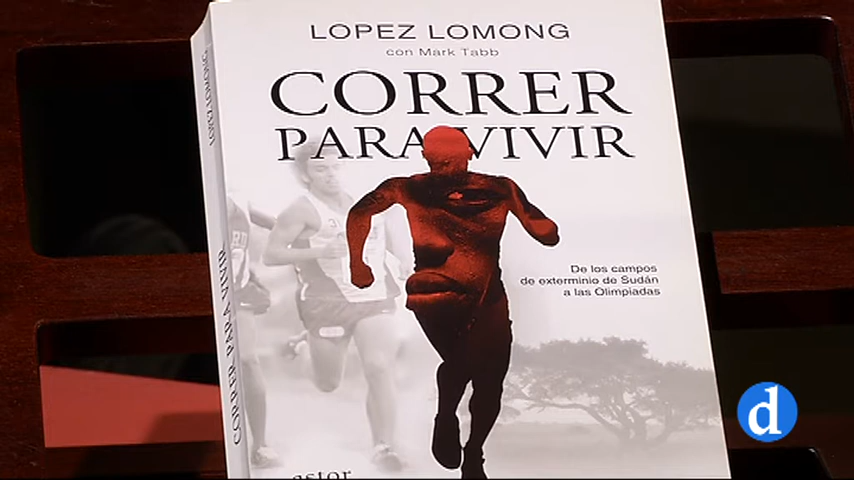 LOPEZ LOMONG
con Mark Tabb
CORRER
PARA VIVIR
De los campos
de exterminio de Sudán
a las Olimpiadas
LOPEZ LOMONG
CORRER PARA VIVIR
d